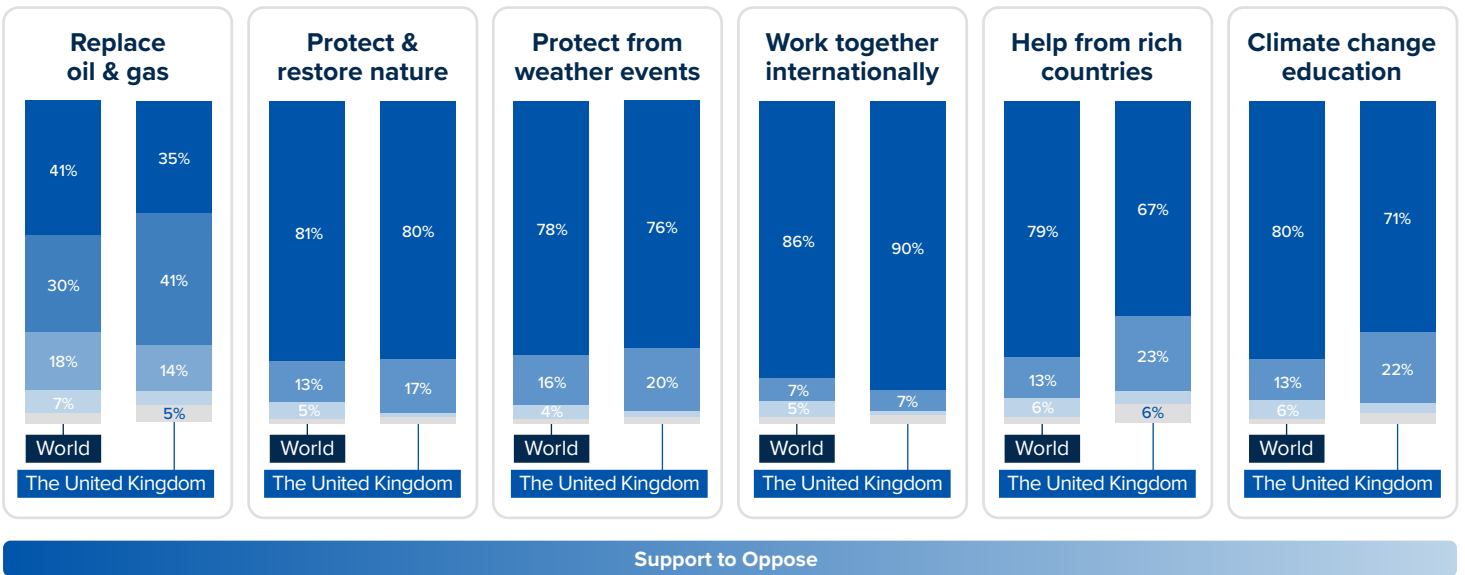 Replace
oil & gas
41%
35%
30%
41%
18%
14%
7%
5%
World
The United Kingdom
Protect &
restore nature
81%
80%
13%
17%
5%
World
The United Kingdom
Protect from
weather events
78%
76%
16%
20%
4%
World
The United Kingdom
Work together
internationally
86%
90%
7%
7%
5%
World
The United Kingdom
Help from rich
countries
79%
67%
13%
23%
6%
6%
World
The United Kingdom
Climate change
education
80%
71%
13%
22%
6%
World
The United Kingdom
Support to Oppose